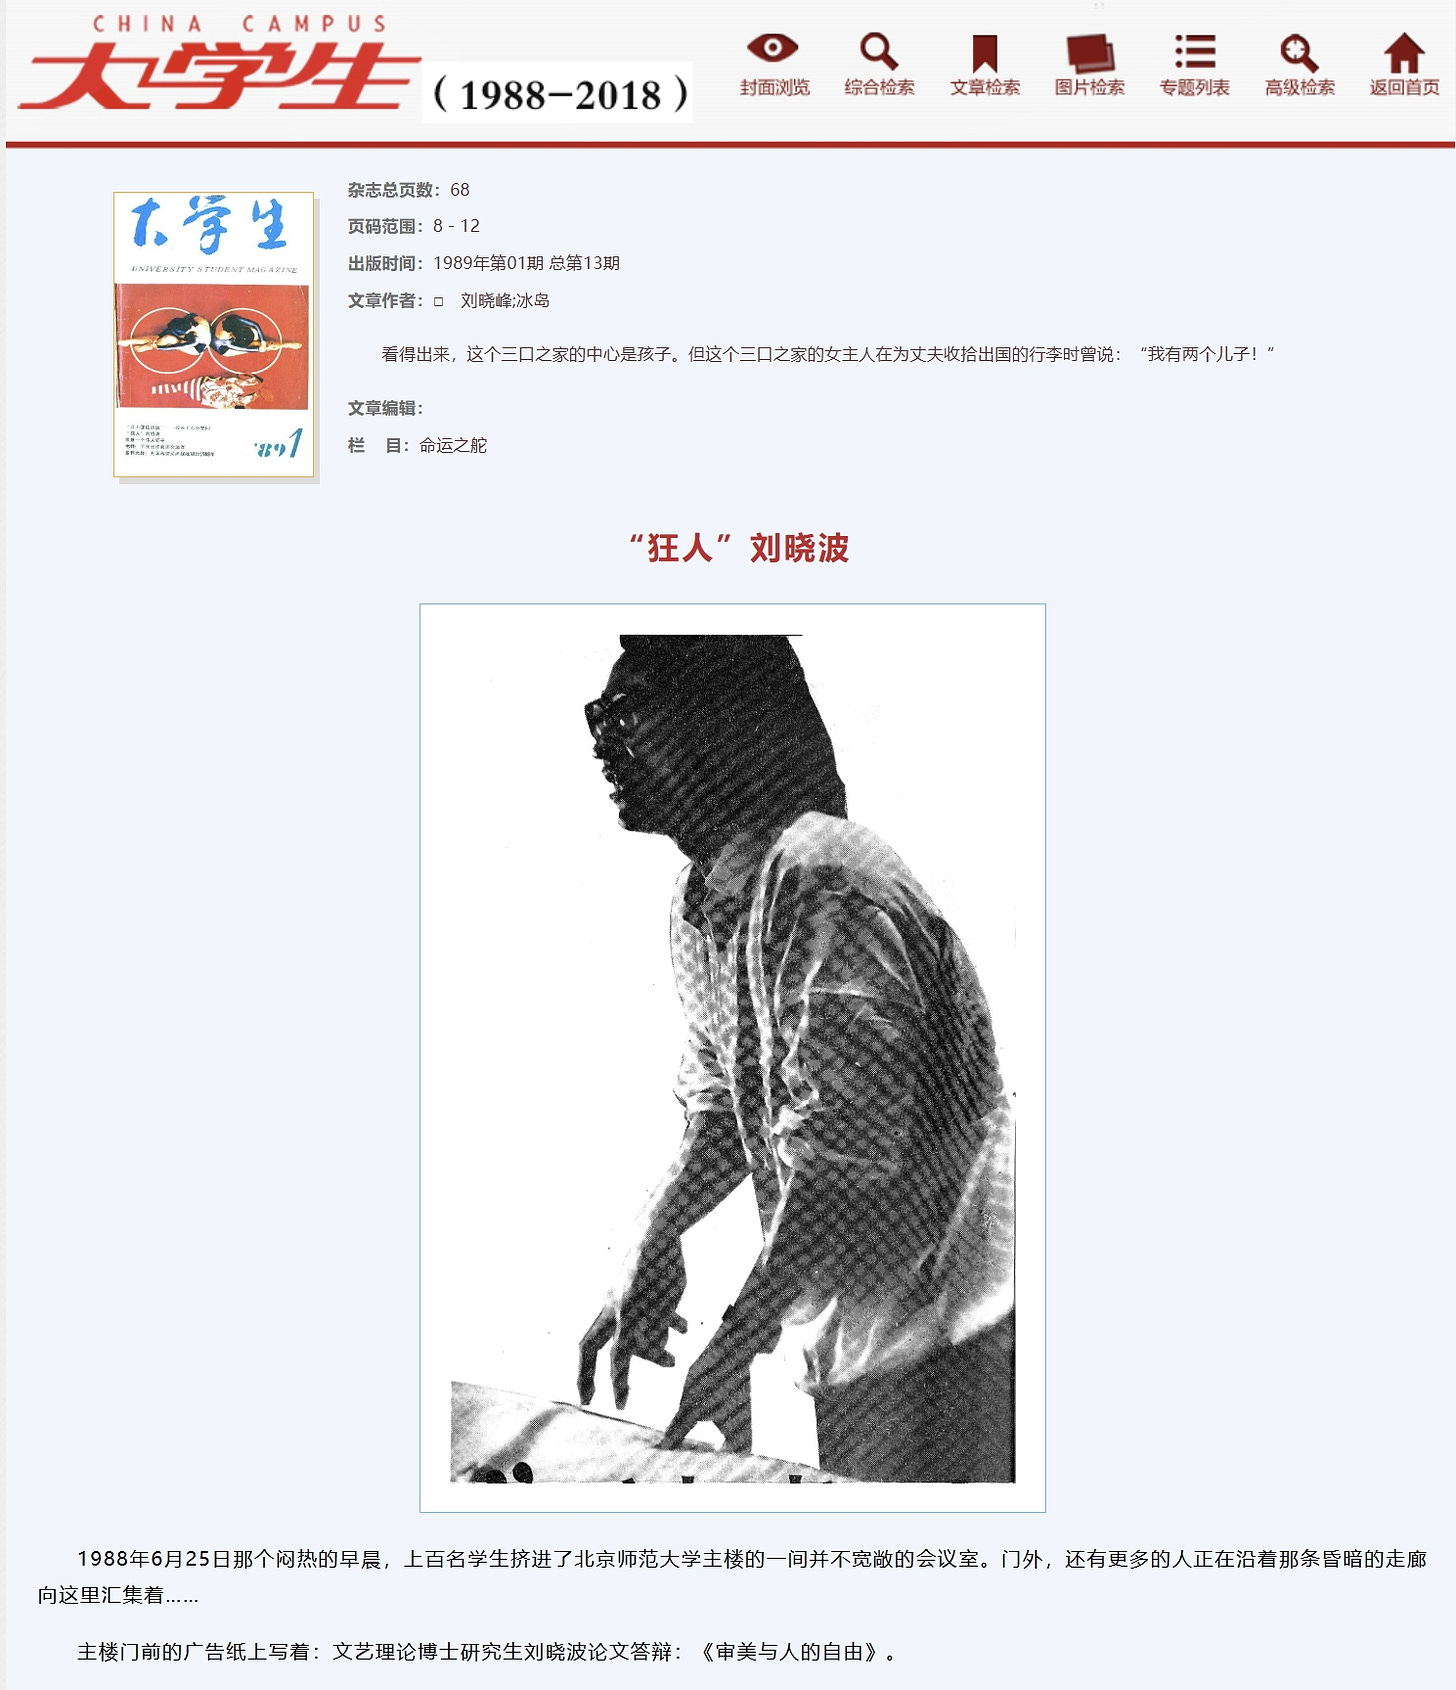 CHINA CAMPUS
大学生
（1988-2018）
封面浏览 综合检索 文章检索 图片检索 专题列表 高级检索 返回首页
大学生
UNIVERSITY STUDENT MAGAZINE
'89 1
杂志总页数：68
页码范围：8 - 12
出版时间：1989年第01期 总第13期
文章作者：□ 刘晓峰;冰岛
看得出来，这个三口之家的中心是孩子。但这个三口之家的女主人在为丈夫收拾出国的行李时曾说：“我有两个儿子！”
文章编辑：
栏 目：命运之舵
“狂人”刘晓波
1988年6月25日那个闷热的早晨，上百名学生挤进了北京师范大学主楼的一间并不宽敞的会议室。门外，还有更多的人正在沿着那条昏暗的走廊
向这里汇集着……
主楼门前的广告纸上写着：文艺理论博士研究生刘晓波论文答辩：《审美与人的自由》。